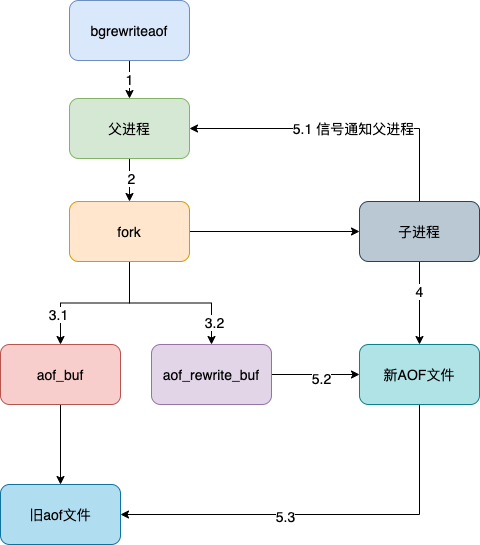 bgrewriteaof
1
父进程
5.1 信号通知父进程
2
fork
子进程
3.1
3.2
4
aof_buf
aof_rewrite_buf
5.2
新AOF文件
旧aof文件
5.3